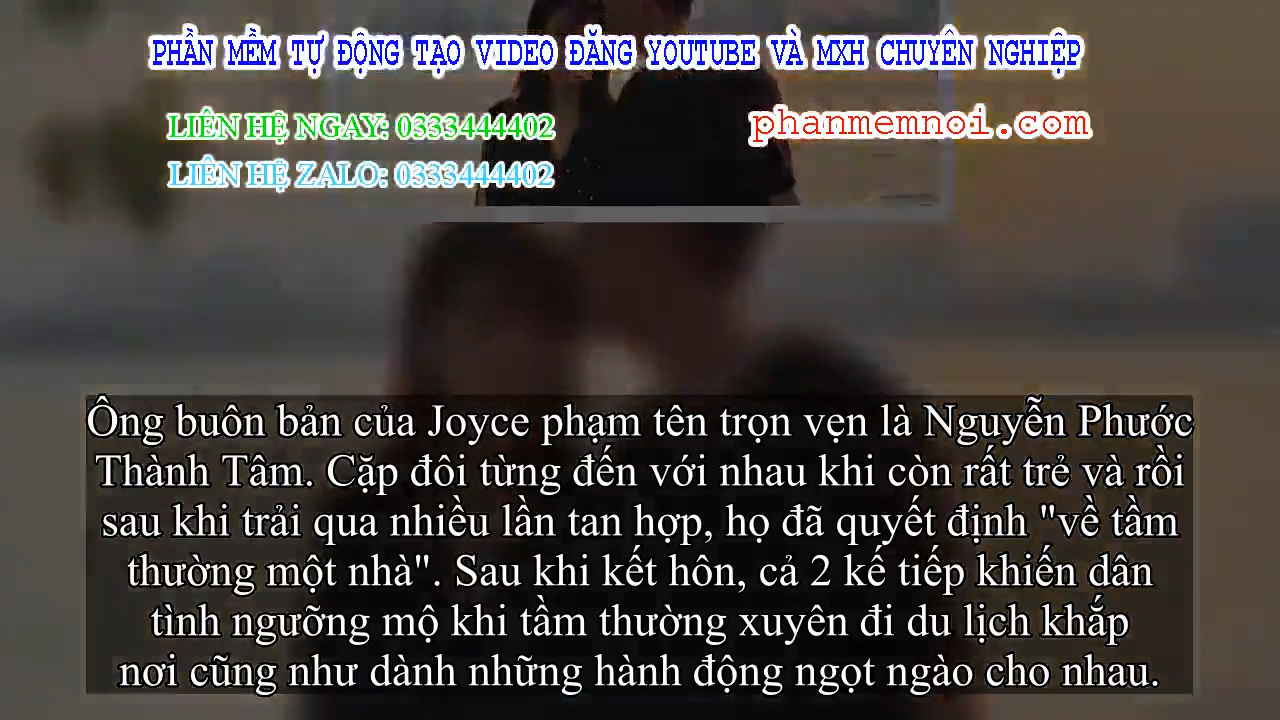 PHẦN MỀM TỰ ĐỘNG TẠO VIDEO ĐĂNG YOUTUBE VÀ MXH CHUYÊN NGHIỆP
LIÊN HỆ NGAY: 0333444402
phanmemnoi.com
LIÊN HỆ ZALO: 0333444402
Ông buôn bản của Joyce phạm tên trọn vẹn là Nguyễn Phước
Thành Tâm. Cặp đôi từng đến với nhau khi còn rất trẻ và rồi
sau khi trải qua nhiều lần tan hợp, họ đã quyết định "về tầm
thường một nhà". Sau khi kết hôn, cả 2 kế tiếp khiến dân
tình ngưỡng mộ khi tầm thường xuyên đi du lịch khắp
nơi cũng như dành những hành động ngọt ngào cho nhau.